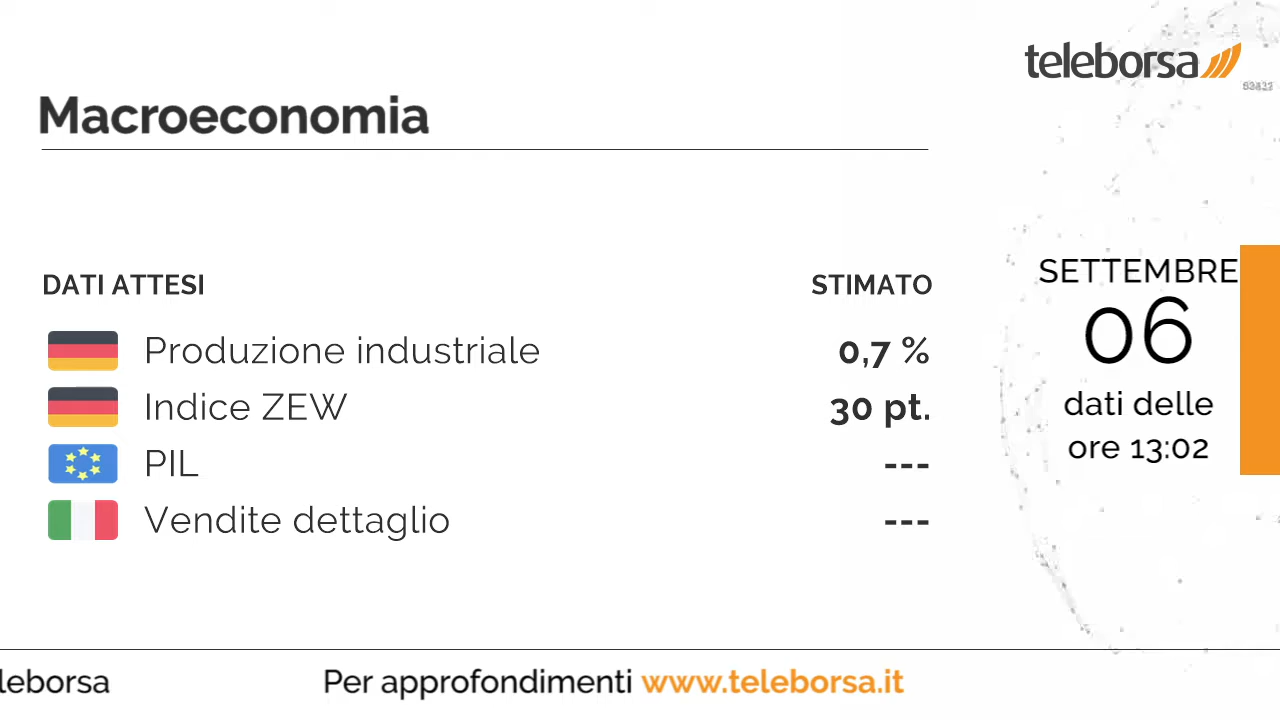 teleborsa
Macroeconomia
DATI ATTESI STIMATO
Produzione industriale 0,7 %
Indice ZEW 30 pt.
PIL ---
Vendite dettaglio ---
SETTEMBRE
06
dati delle
ore 13:02
leborsa Per approfondimenti www.teleborsa.it